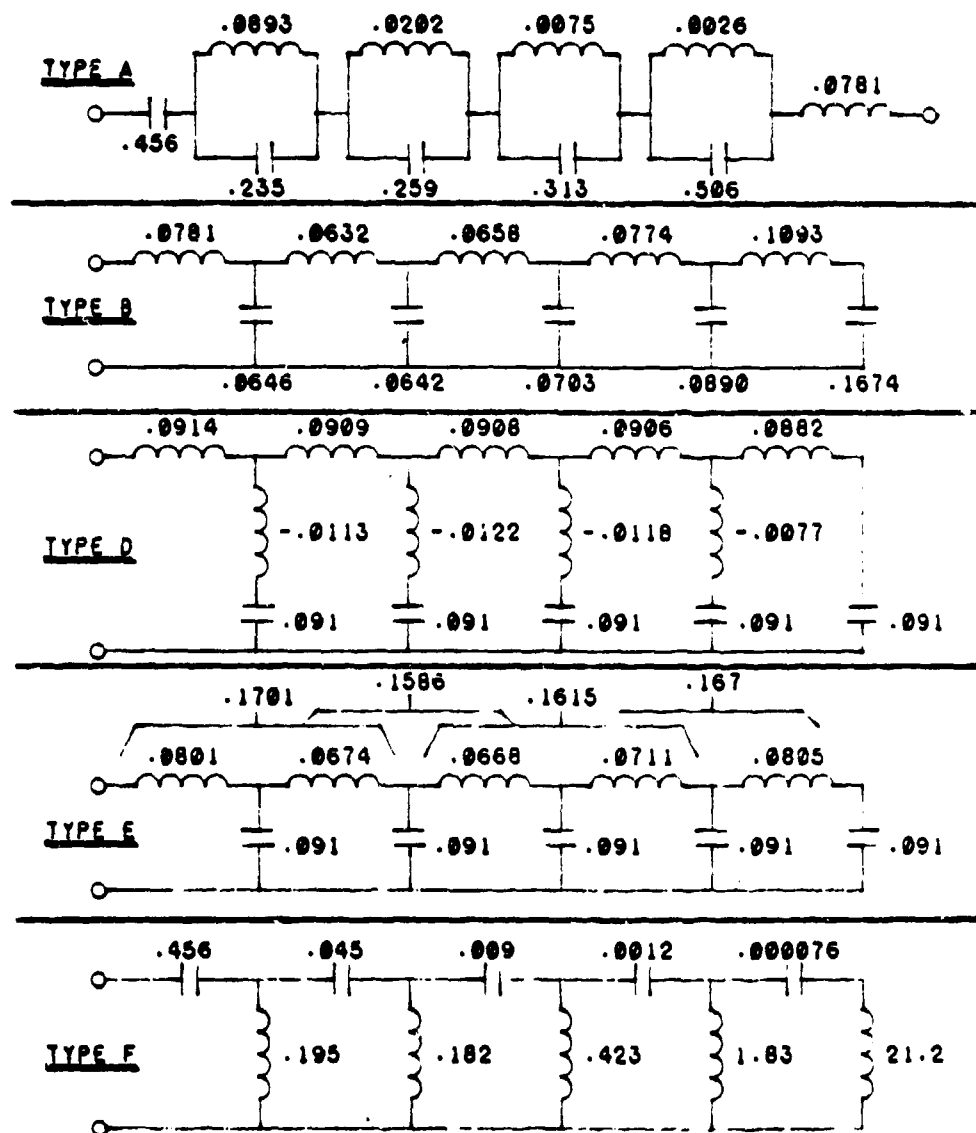 .0893 .0202 .0075 .0026
TYPE A
.0781
.456
.235 .259 .313 .506
.0781 .0632 .0658 .0774 .1093
TYPE B
.0646 .0642 .0703 .0890 .1674
.0914 .0909 .0908 .0906 .0882
-.0113 -.0122 -.0118 -.0077
TYPE D
.091 .091 .091 .091 .091
.1701 .1586 .1615 .167
.0801 .0674 .0668 .0711 .0805
TYPE E
.091 .091 .091 .091 .091
.456 .045 .009 .0012 .000076
TYPE F
.195 .182 .423 1.83 21.2